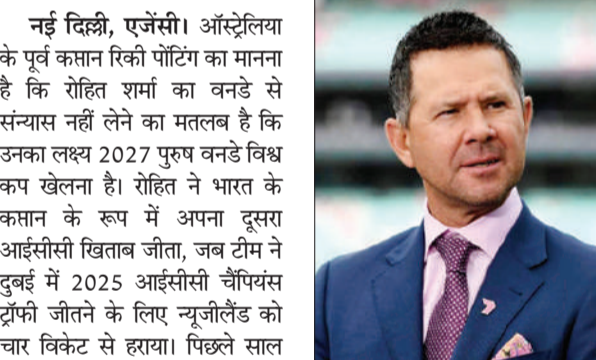 नई दिल्ली, एजेंसी। ऑस्ट्रेलिया
के पूर्व कप्तान रिकी पोंटिंग का मानना
है कि रोहित शर्मा का वनडे से
संन्यास नहीं लेने का मतलब है कि
उनका लक्ष्य 2027 पुरुष वनडे विश्व
कप खेलना है। रोहित ने भारत के
कप्तान के रूप में अपना दूसरा
आईसीसी खिताब जीता, जब टीम ने
दुबई में 2025 आईसीसी चैंपियंस
ट्रॉफी जीतने के लिए न्यूजीलैंड को
चार विकेट से हराया। पिछले साल